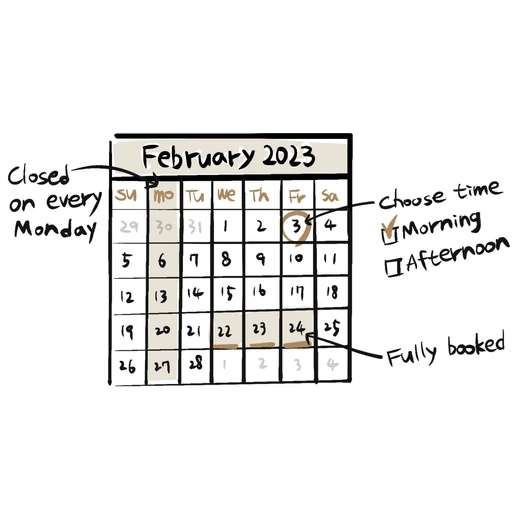 February 2023
Closed
on every
Monday
Su Mo Tu We Th Fr Sa
29 30 31 1 2 3 4
5 6 7 8 9 10 11
12 13 14 15 16 17 18
19 20 21 22 23 24 25
26 27 28 1 2 3 4
Choose time
Morning
Afternoon
Fully booked